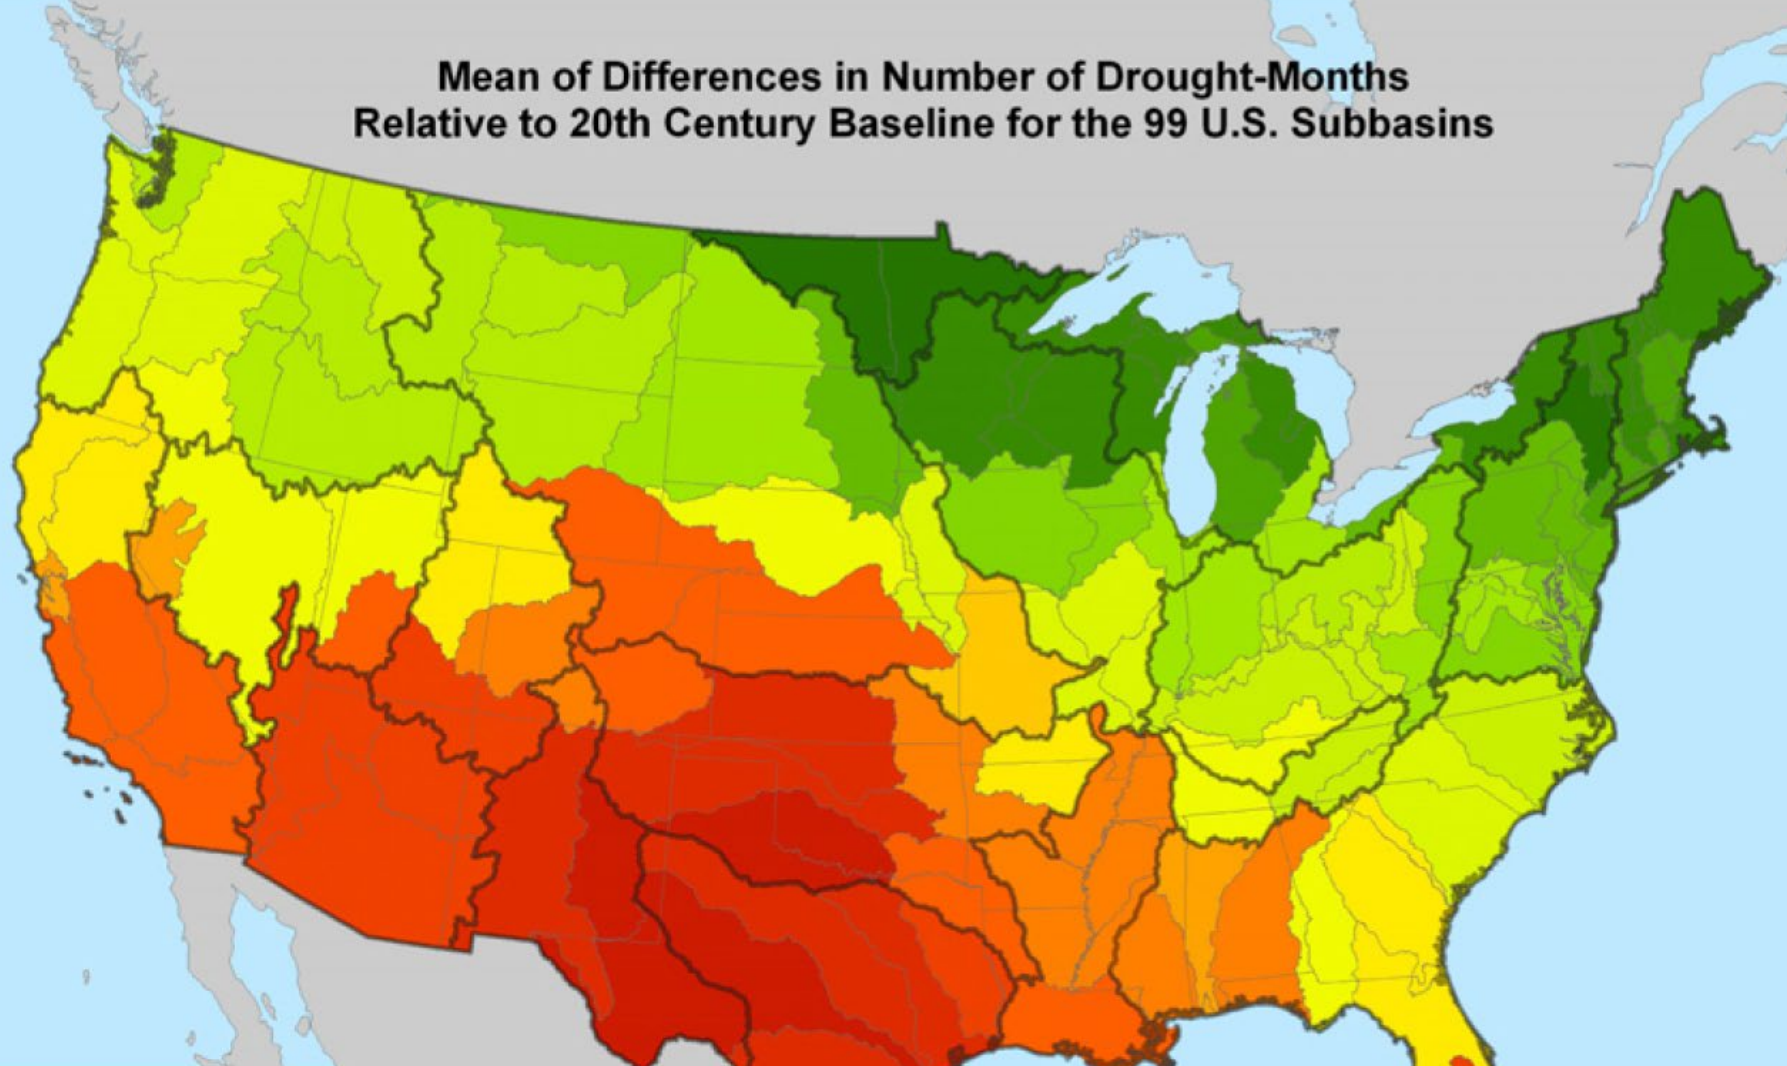 Mean of Differences in Number of Drought-Months
Relative to 20th Century Baseline for the 99 U.S. Subbasins